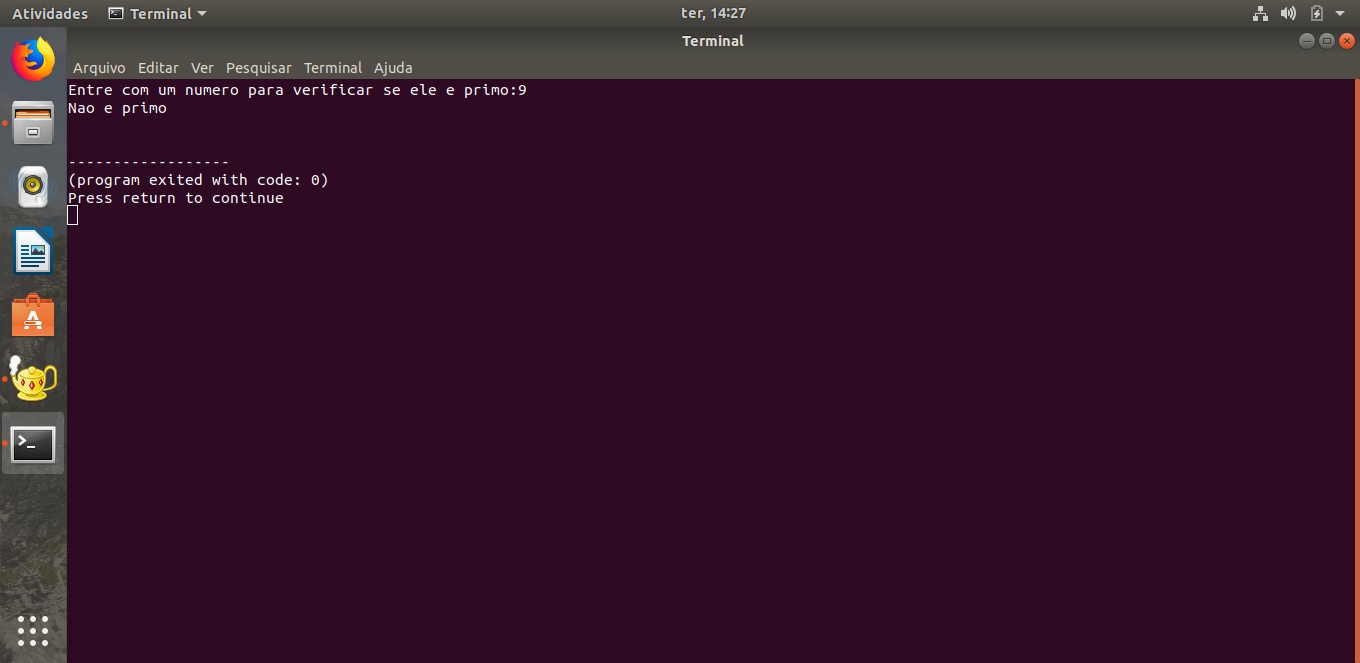 Atividades Terminal ter, 14:27
Terminal
Arquivo Editar Ver Pesquisar Terminal Ajuda
Entre com um numero para verificar se ele e primo:9
Nao e primo
------------------
(program exited with code: 0)
Press return to continue